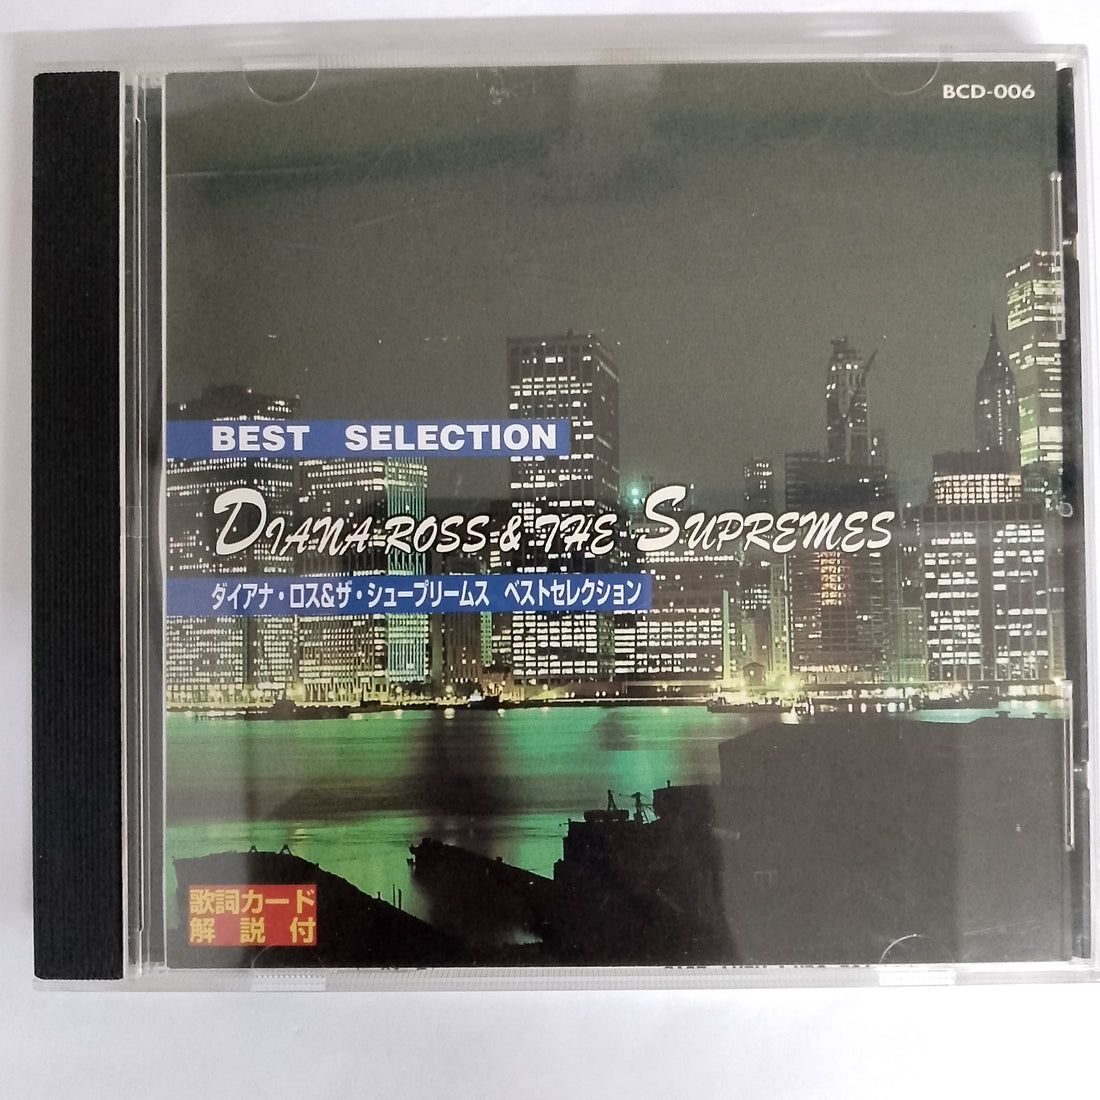 BCD-006
BEST SELECTION
DIANA ROSS & THE SUPREMES
ダイアナ・ロス&ザ・シュープリームス ベストセレクション
歌詞カード
解説付